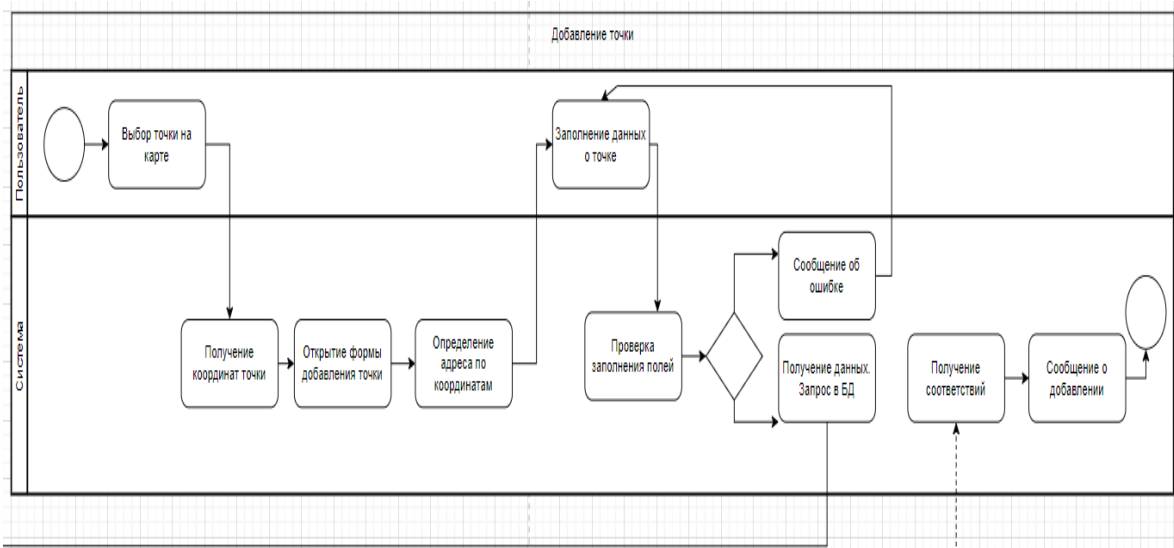 Добавление точки
Пользователь
Выбор точки на
карте
Заполнение данных
о точке
Система
Получение
координат точки
Открытие формы
добавления точки
Определение
адреса по
координатам
Проверка
заполнения полей
Сообщение об
ошибке
Получение данных.
Запрос в БД
Получение
соответствий
Сообщение о
добавлении